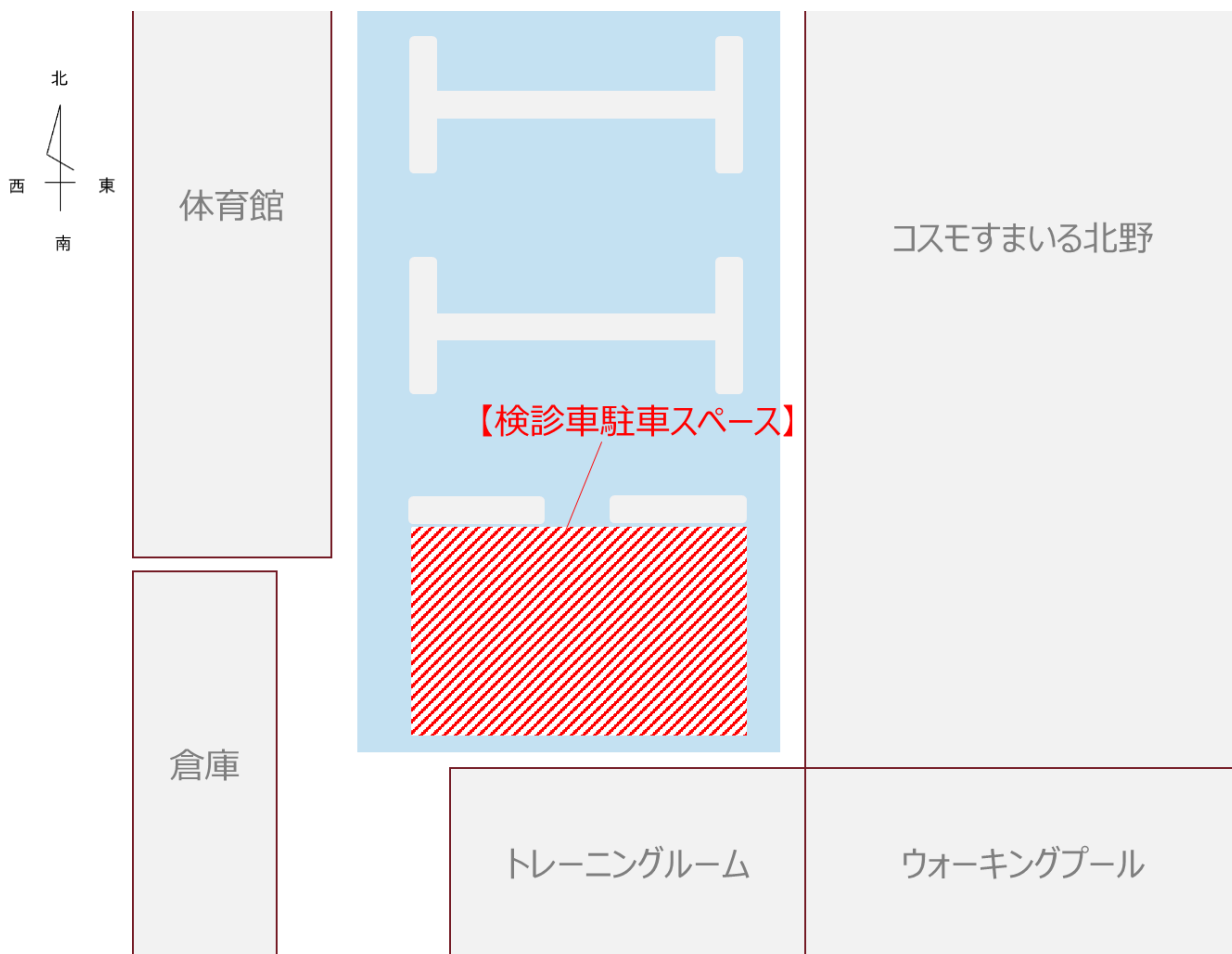 北
西
東
南
体育館
コスモすまいる北野
【検診車駐車スペース】
倉庫
トレーニングルーム
ウォーキングプール